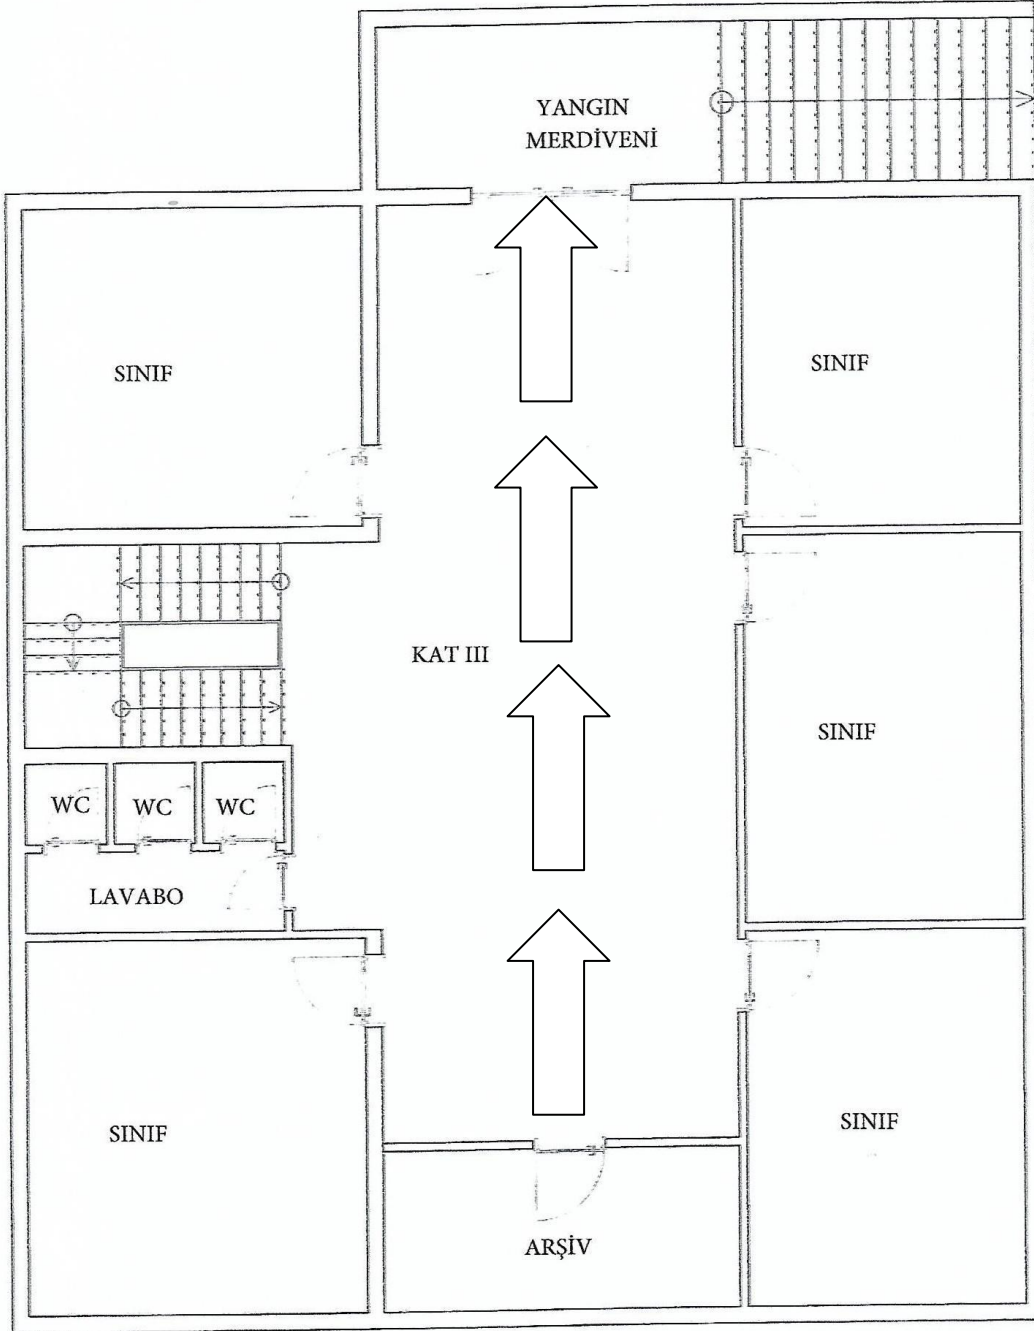 YANGIN
MERDİVENİ
SINIF
SINIF
KAT III
SINIF
WC
WC
WC
LAVABO
SINIF
SINIF
ARŞİV